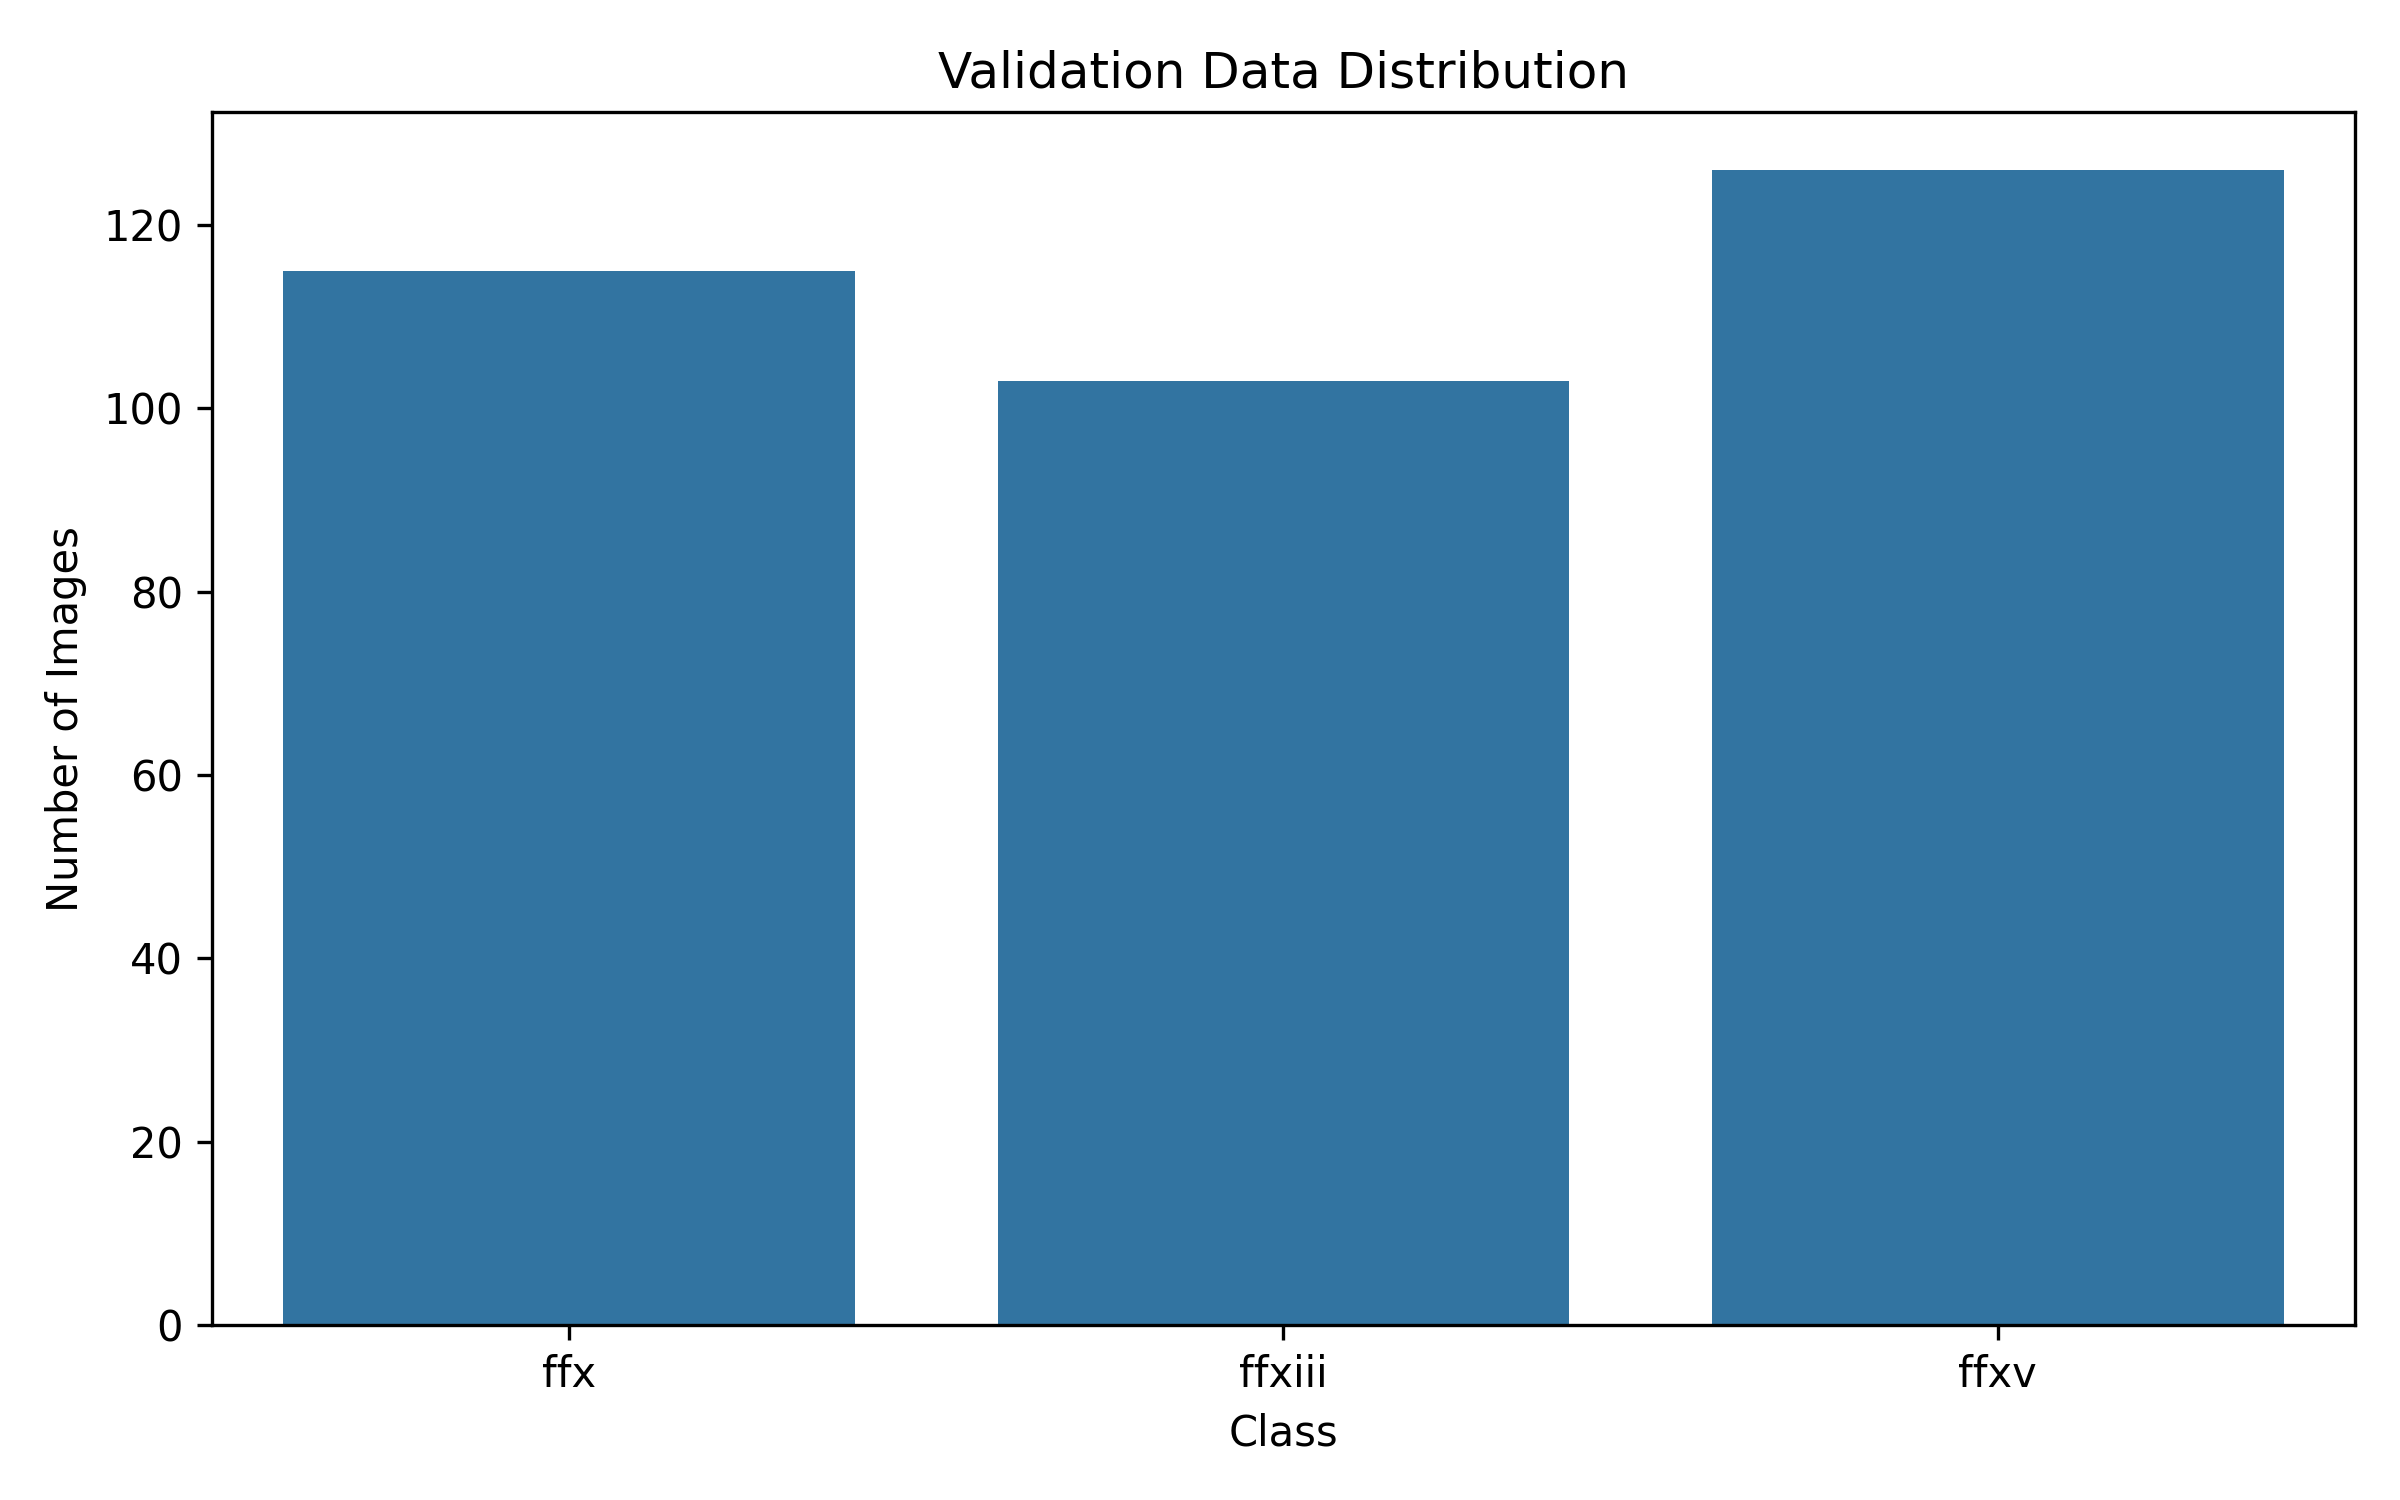 Validation Data Distribution
Number of Images
120
100
80
60
40
20
0
ffx
ffxiii
ffxv
Class